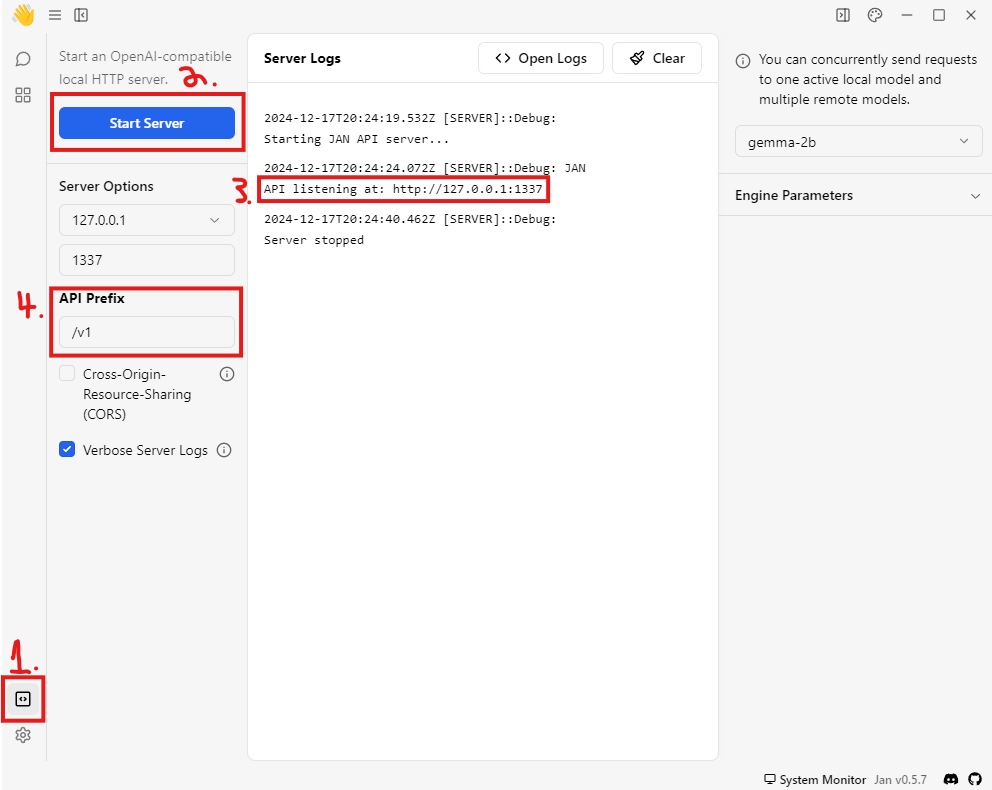 Start an OpenAI-compatible
local HTTP server.
2.
Start Server
Server Options
127.0.0.1
1337
4.
API Prefix
/v1
Cross-Origin-
Resource-Sharing
(CORS)
Verbose Server Logs
1.
Server Logs
Open Logs
Clear
2024-12-17T20:24:19.532Z [SERVER]::Debug:
Starting JAN API server...
2024-12-17T20:24:24.072Z [SERVER]::Debug: JAN
3.
API listening at: http://127.0.0.1:1337
2024-12-17T20:24:40.462Z [SERVER]::Debug:
Server stopped
You can concurrently send requests
to one active local model and
multiple remote models.
gemma-2b
Engine Parameters
System Monitor
Jan v0.5.7